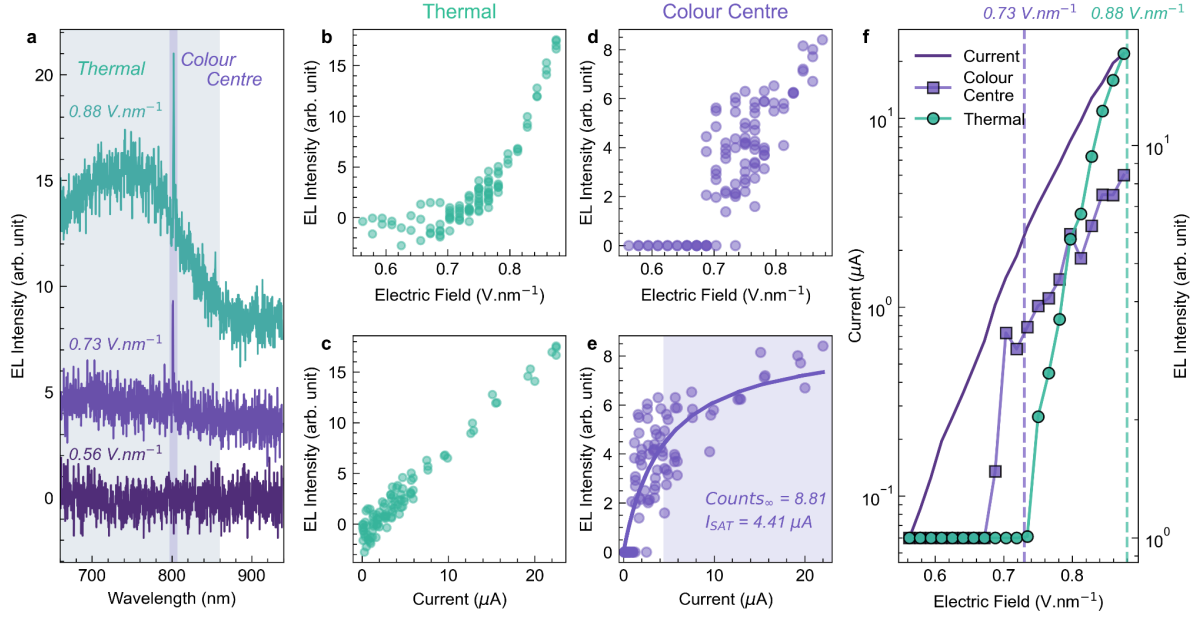 Thermal
Colour Centre
0.73 V.nm⁻¹
0.88 V.nm⁻¹
a
Thermal
Colour
Centre
0.88 V.nm⁻¹
0.73 V.nm⁻¹
0.56 V.nm⁻¹
EL Intensity (arb. unit)
20
15
10
5
0
700
800
900
Wavelength (nm)
b
EL Intensity (arb. unit)
17.5
15.0
12.5
10
5
0
0.6
0.7
0.8
Electric Field (V.nm⁻¹)
c
EL Intensity (arb. unit)
15
10
5
0
0
10
20
Current (μA)
d
EL Intensity (arb. unit)
8
6
4
2
0
0.6
0.7
0.8
Electric Field (V.nm⁻¹)
e
EL Intensity (arb. unit)
8
6
4
2
0
Counts∞ = 8.81
I_SAT = 4.41 μA
0
10
20
Current (μA)
f
Current
Colour
Centre
Thermal
Current (μA)
10¹
10⁰
10⁻¹
EL Intensity (arb. unit)
10¹
10⁰
0.6
0.8
Electric Field (V.nm⁻¹)